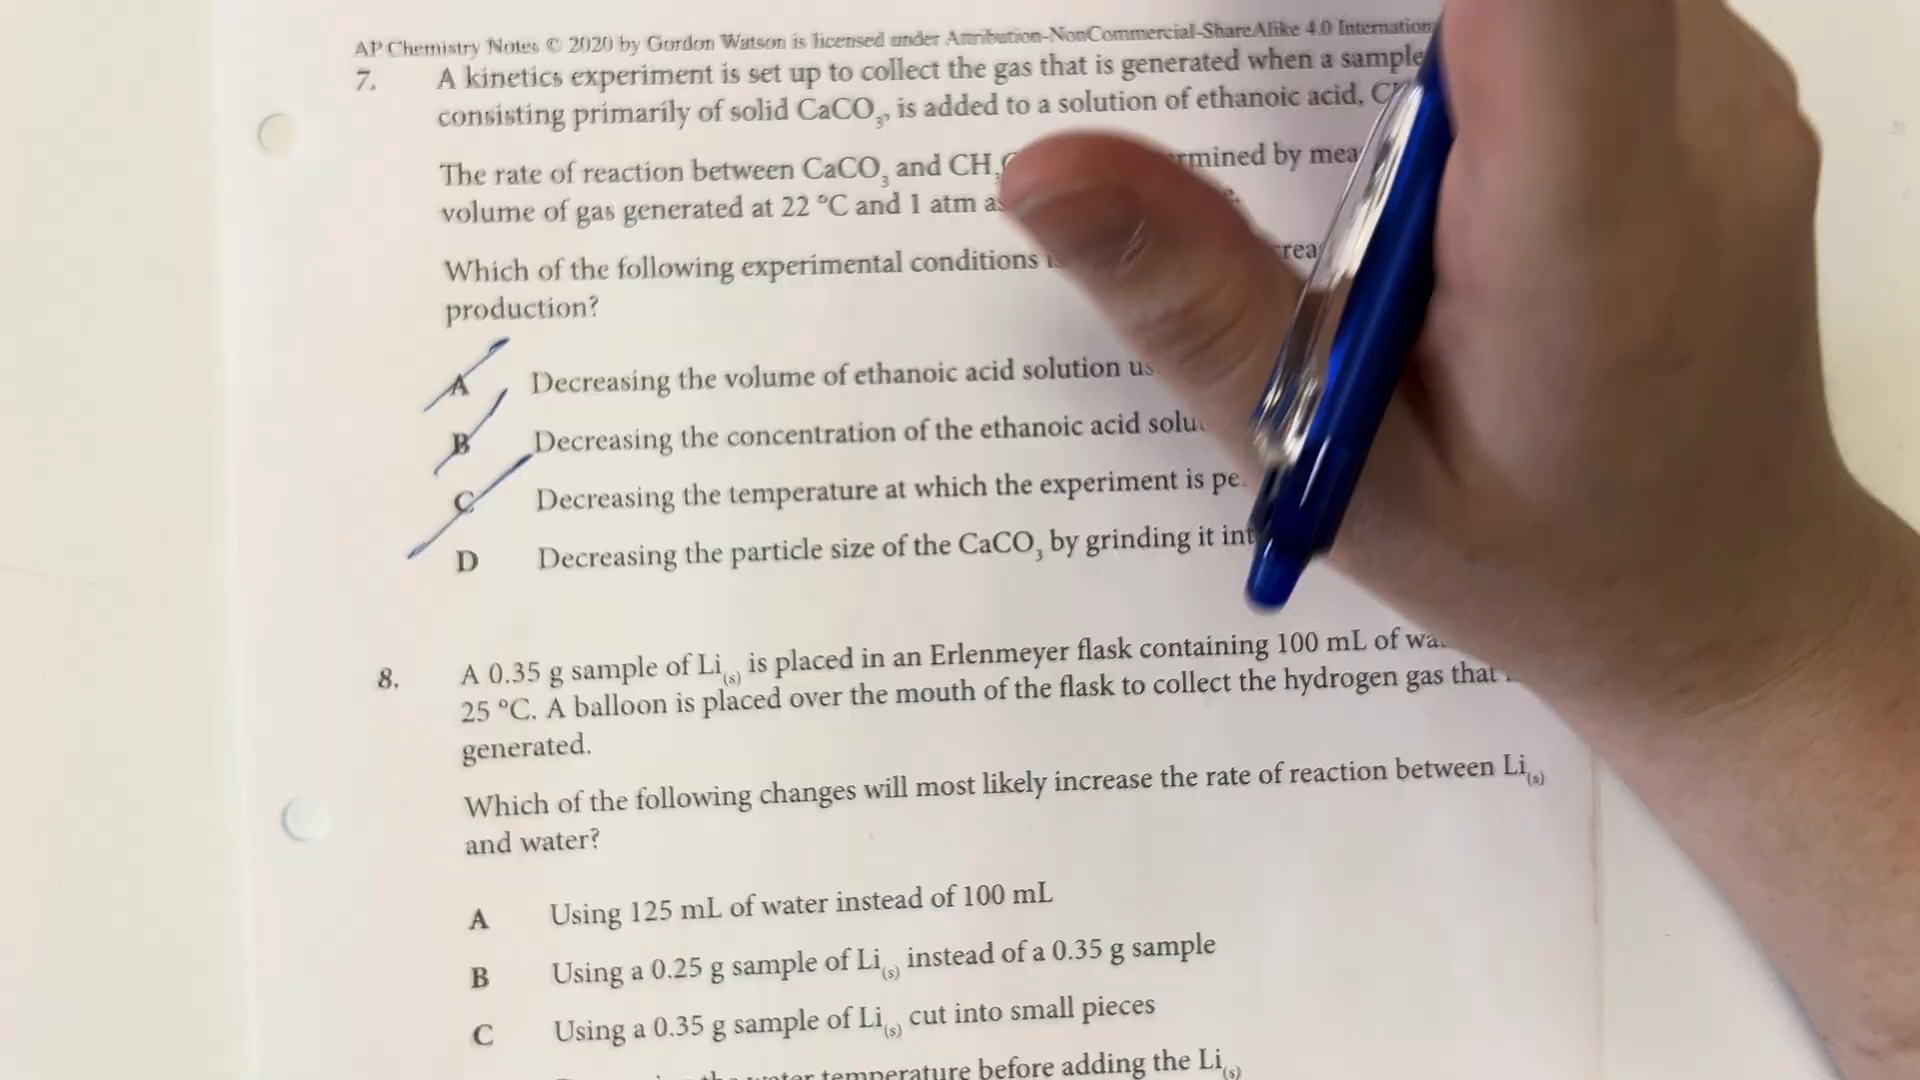 AP Chemistry Notes © 2020 by Gordon Watson is licensed under Attribution-NonCommercial-ShareAlike 4.0
7. A kinetics experiment is set up to collect the gas that is generated when a sample
consisting primarily of solid CaCO₃, is added to a solution of ethanoic acid,
The rate of reaction between CaCO₃ and by
volume of gas generated at 22 °C and 1 atm
Which of the following experimental conditions
production?
A Decreasing the volume of ethanoic acid solution
B Decreasing the concentration of the ethanoic acid
C Decreasing the temperature at which the experiment is
D Decreasing the particle size of the CaCO₃ by grinding it
8. A 0.35 g sample of Li₍s₎ is placed in an Erlenmeyer flask containing 100 mL of
25 °C. A balloon is placed over the mouth of the flask to collect the hydrogen gas that
generated.
Which of the following changes will most likely increase the rate of reaction between Li₍s₎
and water?
A Using 125 mL of water instead of 100 mL
B Using a 0.25 g sample of Li₍s₎ instead of a 0.35 g sample
C Using a 0.35 g sample of Li₍s₎ cut into small pieces
water temperature before adding the Li₍s₎